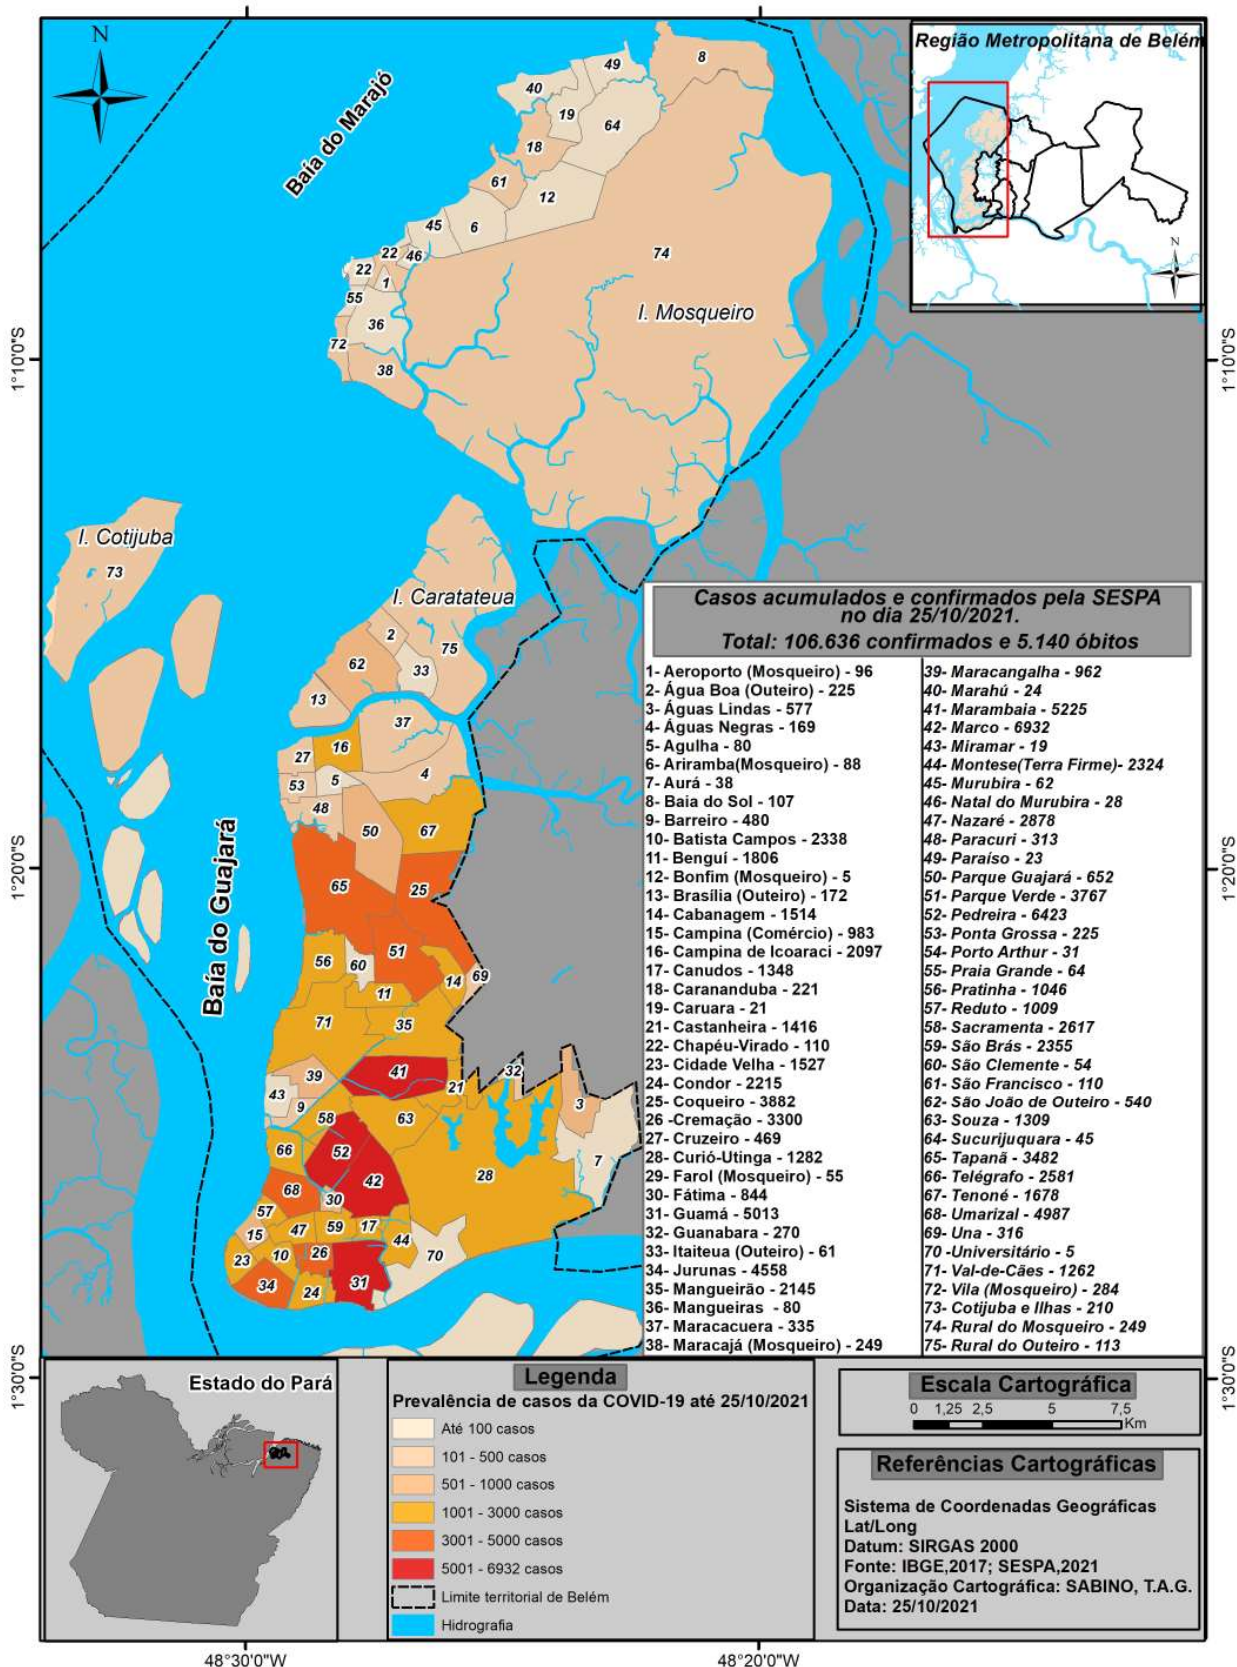 N
Baía do Marajó
Região Metropolitana de Belém
N
8
49
40
19
64
18
61
12
6
45
22
46
22
1
55
36
72
38
74
I. Mosqueiro
1°10'0"S
1°10'0"S
I. Cotijuba
73
I. Caratateua
2
75
62
33
13
37
16
27
5
4
53
48
50
67
65
25
Baía do Guajará
1°20'0"S
1°20'0"S
51
56
60
14
69
11
71
35
39
41
21
32
43
9
58
63
3
66
52
7
28
42
68
30
57
15
47
59
17
44
70
23
10
26
34
24
31
Casos acumulados e confirmados pela SESPA
no dia 25/10/2021.
Total: 106.636 confirmados e 5.140 óbitos
1- Aeroporto (Mosqueiro) - 96
2- Água Boa (Outeiro) - 225
3- Águas Lindas - 577
4- Águas Negras - 169
5- Agulha - 80
6- Ariramba(Mosqueiro) - 88
7- Aurá - 38
8- Baia do Sol - 107
9- Barreiro - 480
10- Batista Campos - 2338
11- Benguí - 1806
12- Bonfim (Mosqueiro) - 5
13- Brasília (Outeiro) - 172
14- Cabanagem - 1514
15- Campina (Comércio) - 983
16- Campina de Icoaraci - 2097
17- Canudos - 1348
18- Carananduba - 221
19- Caruara - 21
21- Castanheira - 1416
22- Chapéu-Virado - 110
23- Cidade Velha - 1527
24- Condor - 2215
25- Coqueiro - 3882
26 -Cremação - 3300
27- Cruzeiro - 469
28- Curió-Utinga - 1282
29- Farol (Mosqueiro) - 55
30- Fátima - 844
31- Guamá - 5013
32- Guanabara - 270
33- Itaiteua (Outeiro) - 61
34- Jurunas - 4558
35- Mangueirão - 2145
36- Mangueiras - 80
37- Maracacuera - 335
38- Maracajá (Mosqueiro) - 249
39- Maracangalha - 962
40- Marahú - 24
41- Marambaia - 5225
42- Marco - 6932
43- Miramar - 19
44- Montese(Terra Firme)- 2324
45- Murubira - 62
46- Natal do Murubira - 28
47- Nazaré - 2878
48- Paracuri - 313
49- Paraíso - 23
50- Parque Guajará - 652
51- Parque Verde - 3767
52- Pedreira - 6423
53- Ponta Grossa - 225
54- Porto Arthur - 31
55- Praia Grande - 64
56- Pratinha - 1046
57- Reduto - 1009
58- Sacramenta - 2617
59- São Brás - 2355
60- São Clemente - 54
61- São Francisco - 110
62- São João de Outeiro - 540
63- Souza - 1309
64- Sucurijuquara - 45
65- Tapanã - 3482
66- Telégrafo - 2581
67- Tenoné - 1678
68- Umarizal - 4987
69- Una - 316
70 -Universitário - 5
71- Val-de-Cães - 1262
72- Vila (Mosqueiro) - 284
73- Cotijuba e Ilhas - 210
74- Rural do Mosqueiro - 249
75- Rural do Outeiro - 113
1°30'0"S
1°30'0"S
Estado do Pará
Legenda
Prevalência de casos da COVID-19 até 25/10/2021
Até 100 casos
101 - 500 casos
501 - 1000 casos
1001 - 3000 casos
3001 - 5000 casos
5001 - 6932 casos
Limite territorial de Belém
Hidrografia
Escala Cartográfica
0 1,25 2,5 5 7,5
Km
Referências Cartográficas
Sistema de Coordenadas Geográficas
Lat/Long
Datum: SIRGAS 2000
Fonte: IBGE,2017; SESPA,2021
Organização Cartográfica: SABINO, T.A.G.
Data: 25/10/2021
48°30'0"W
48°20'0"W